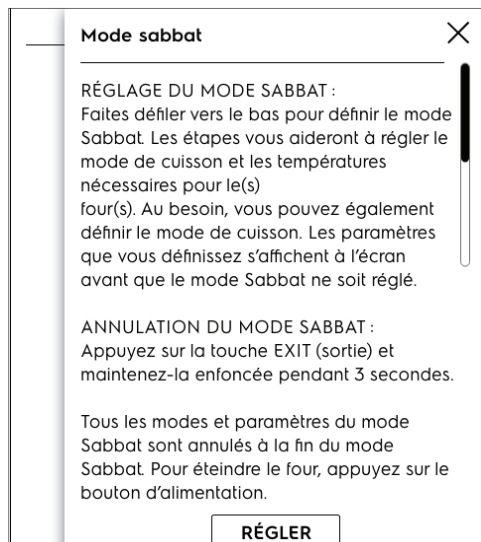 Mode sabbat
RÉGLAGE DU MODE SABBAT :
Faites défiler vers le bas pour définir le mode
Sabbat. Les étapes vous aideront à régler le
mode de cuisson et les températures
nécessaires pour le(s)
four(s). Au besoin, vous pouvez également
définir le mode de cuisson. Les paramètres
que vous définissez s’affichent à l’écran
avant que le mode Sabbat ne soit réglé.
ANNULATION DU MODE SABBAT :
Appuyez sur la touche EXIT (sortie) et
maintenez-la enfoncée pendant 3 secondes.
Tous les modes et paramètres du mode
Sabbat sont annulés à la fin du mode
Sabbat. Pour éteindre le four, appuyez sur le
bouton d’alimentation.
RÉGLER